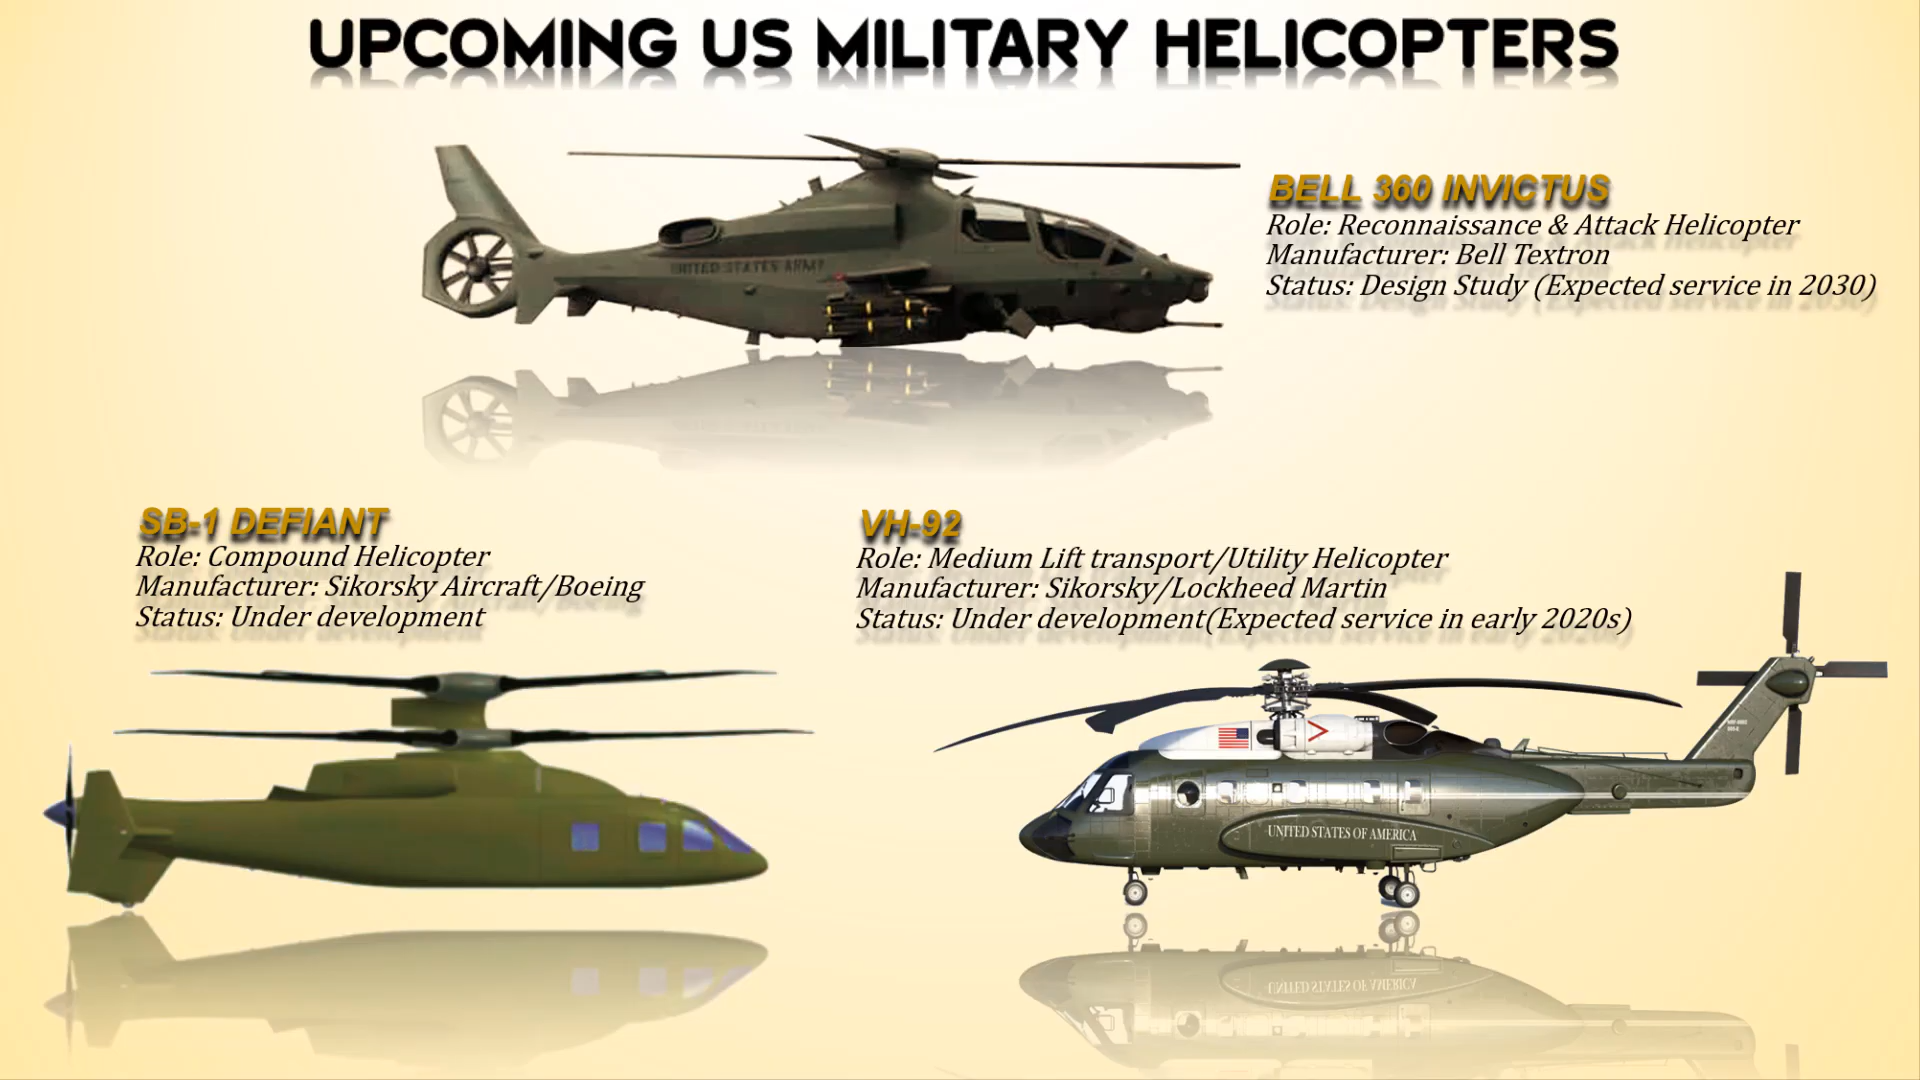 UPCOMING US MILITARY HELICOPTERS
BELL 360 INVICTUS
Role: Reconnaissance & Attack Helicopter
Manufacturer: Bell Textron
Status: Design Study (Expected service in 2030)
UNITED STATES ARMY
SB-1 DEFIANT
Role: Compound Helicopter
Manufacturer: Sikorsky Aircraft/Boeing
Status: Under development
VH-92
Role: Medium Lift transport/Utility Helicopter
Manufacturer: Sikorsky/Lockheed Martin
Status: Under development(Expected service in early 2020s)
UNITED STATES OF AMERICA